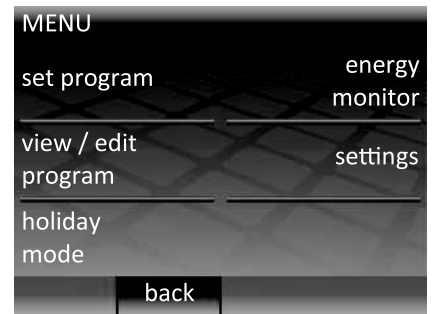 MENU
set program
energy
monitor
view / edit
program
settings
holiday
mode
back